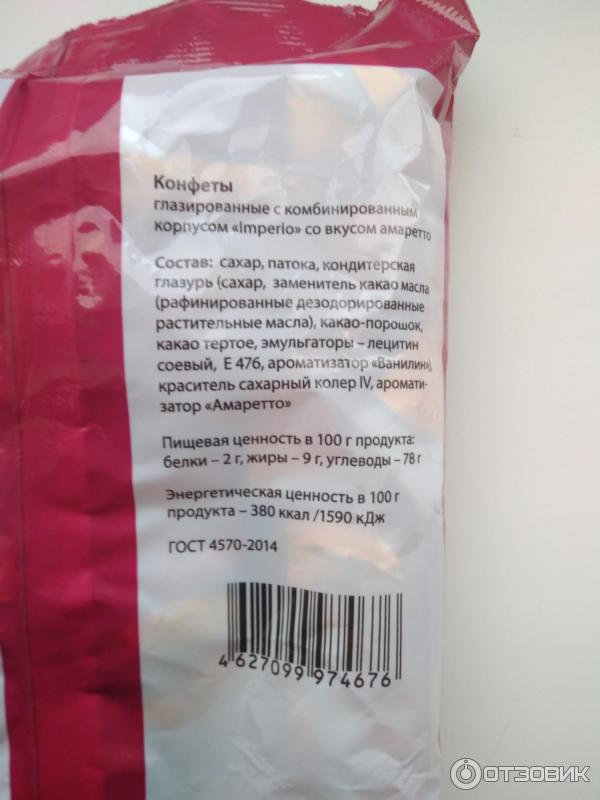 Конфеты
глазированные с комбинированным
корпусом «Imperio» со вкусом амаретто
Состав: сахар, патока, кондитерская
глазурь (сахар, заменитель какао масла
(рафинированные дезодорированные
растительные масла), какао-порошок,
какао тертое, эмульгаторы – лецитин
соевый, Е 476, ароматизатор «Ванилин»),
краситель сахарный колер IV, аромати-
затор «Амаретто»
Пищевая ценность в 100 г продукта:
белки – 2 г, жиры – 9 г, углеводы – 78 г
Энергетическая ценность в 100 г
продукта – 380 ккал /1590 кДж
ГОСТ 4570-2014
4 627099 974676
ОТЗОВИК